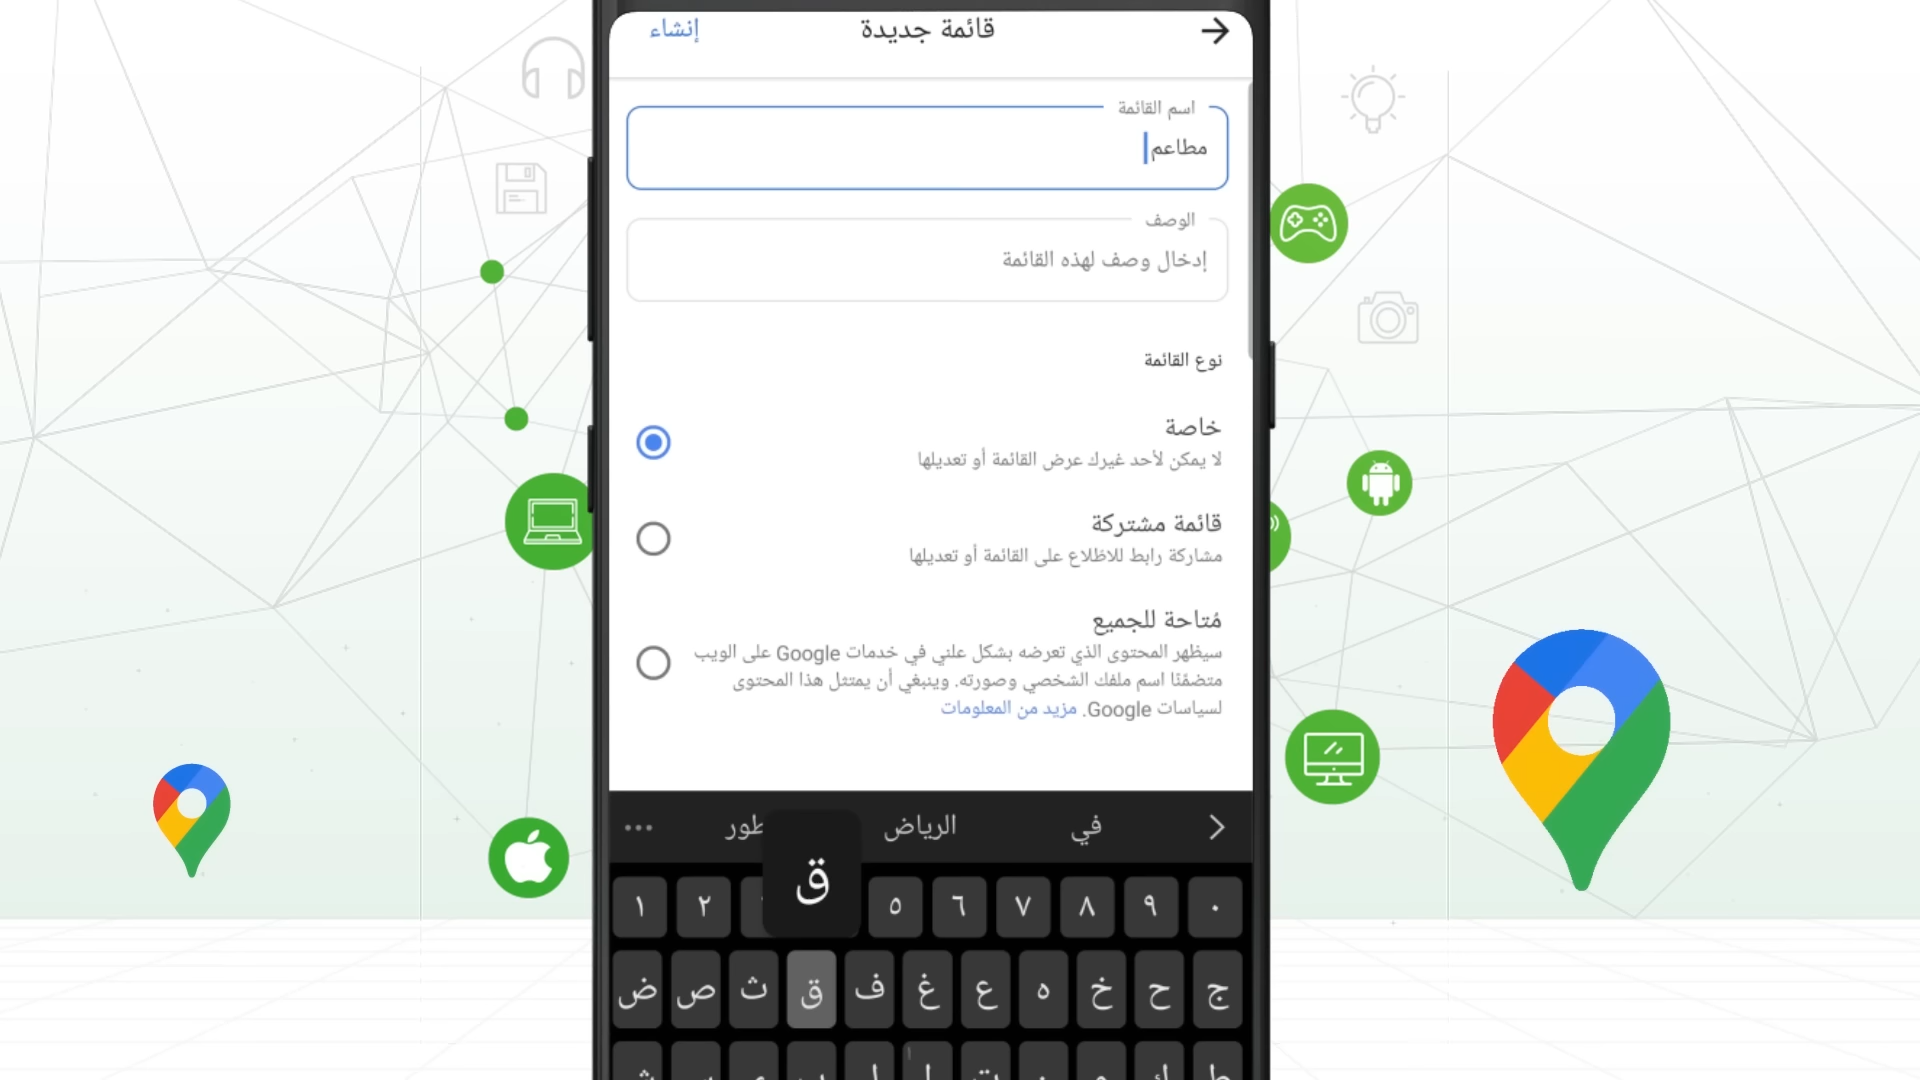 قائمة جديدة
إنشاء
اسم القائمة
مطاعم
الوصف
إدخال وصف لهذه القائمة
نوع القائمة
خاصة
لا يمكن لأحد غيرك عرض القائمة أو تعديلها
قائمة مشتركة
مشاركة رابط للاظلاع على القائمة أو تعديلها
مُتاحة للجميع
سيظهر المحتوى الذي تعرضه بشكل علني في خدمات Google على الويب
متضمّنًا اسم ملفك الشخصي وصورته. وينبغي أن يمتثل هذا المحتوى
لسياسات Google. مزيد من المعلومات
في الرياض طور
ق
١ ٢ ٥ ٦ ٧ ٨ ٩ ٠
ض ص ث ق ف غ ع ه خ ح ج